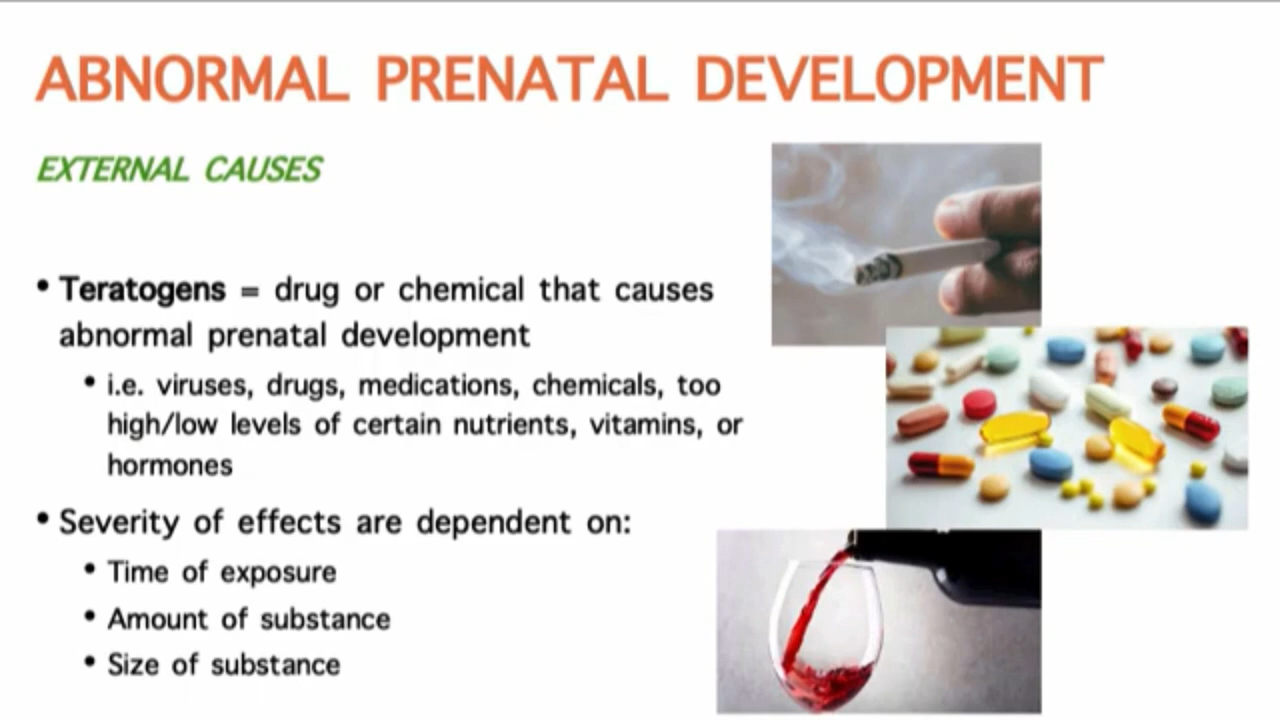 ABNORMAL PRENATAL DEVELOPMENT
EXTERNAL CAUSES
• Teratogens = drug or chemical that causes
abnormal prenatal development
• i.e. viruses, drugs, medications, chemicals, too
high/low levels of certain nutrients, vitamins, or
hormones
• Severity of effects are dependent on:
• Time of exposure
• Amount of substance
• Size of substance